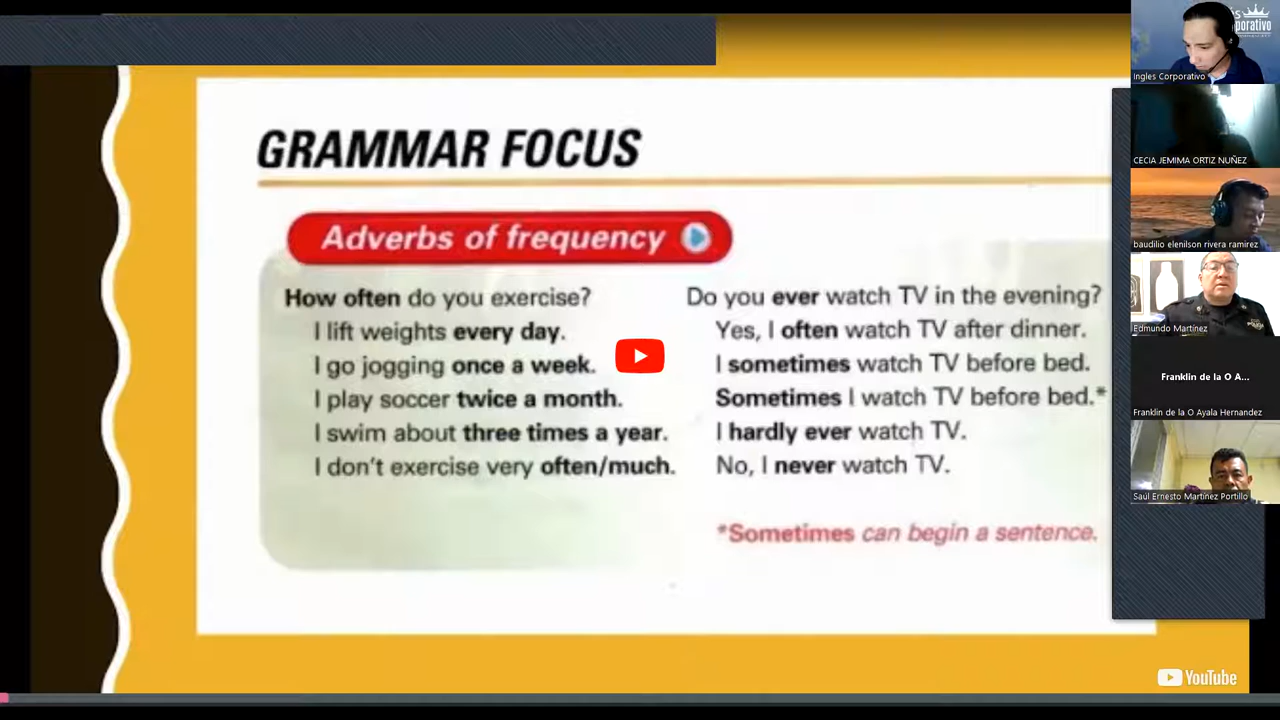 GRAMMAR FOCUS
Adverbs of frequency
How often do you exercise?
I lift weights every day.
I go jogging once a week.
I play soccer twice a month.
I swim about three times a year.
I don't exercise very often/much.
Do you ever watch TV in the evening?
Yes, I often watch TV after dinner.
I sometimes watch TV before bed.
Sometimes I watch TV before bed.*
I hardly ever watch TV.
No, I never watch TV.
*Sometimes can begin a sentence.
Ingles Corporativo
CECIA JEMIMA ORTIZ NUÑEZ
baudilio elenilson rivera ramirez
Edmundo Martínez
Franklin de la O A...
Franklin de la O Ayala Hernandez
Saúl Ernesto Martínez Portillo
YouTube